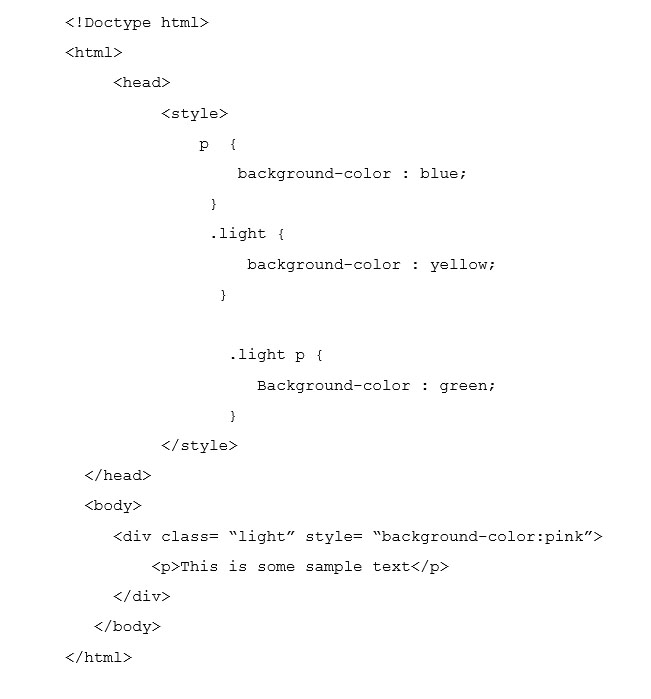 <!Doctype html>
<html>
<head>
<style>
p {
background-color : blue;
}
.light {
background-color : yellow;
}
.light p {
Background-color : green;
}
</style>
</head>
<body>
<div class= “light” style= “background-color:pink”>
<p>This is some sample text</p>
</div>
</body>
</html>